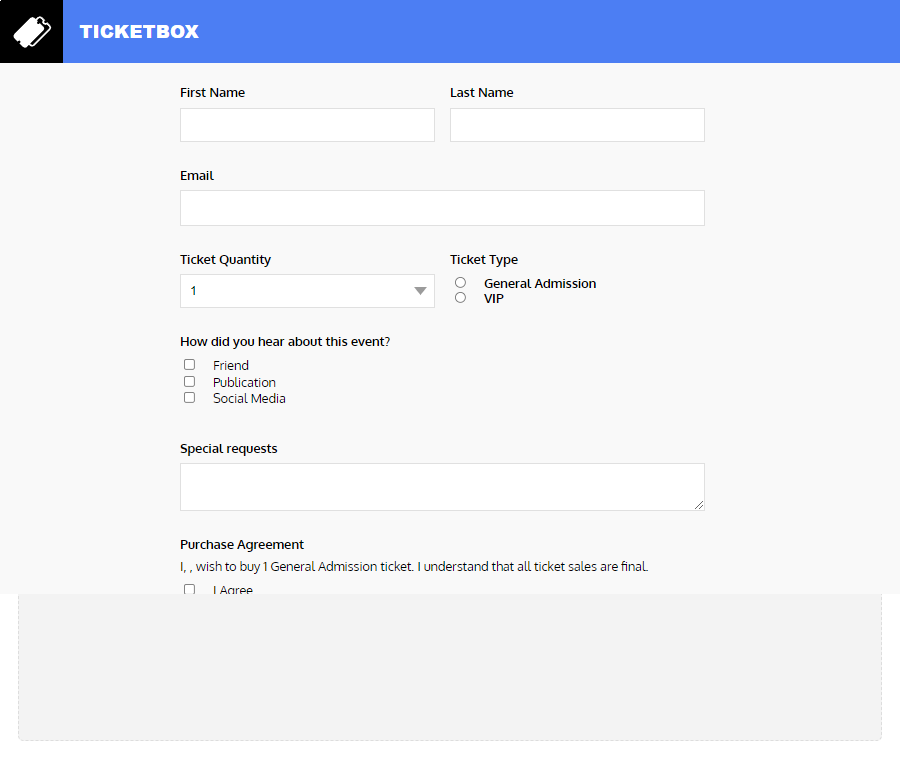 TICKETBOX
First Name Last Name
Email
Ticket Quantity Ticket Type
1
General Admission
VIP
How did you hear about this event?
Friend
Publication
Social Media
Special requests
Purchase Agreement
I, , wish to buy 1 General Admission ticket. I understand that all ticket sales are final.
I Agree